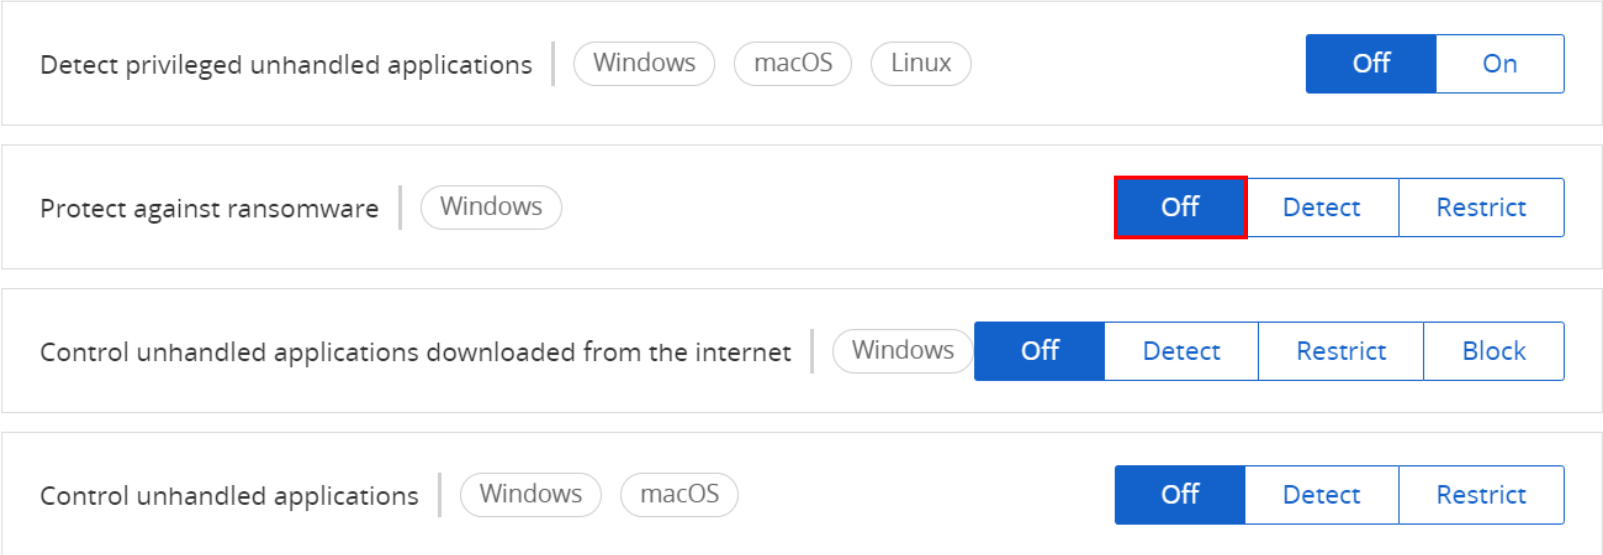 Detect privileged unhandled applications Windows macOS Linux Off On
Protect against ransomware Windows Off Detect Restrict
Control unhandled applications downloaded from the internet Windows Off Detect Restrict Block
Control unhandled applications Windows macOS Off Detect Restrict